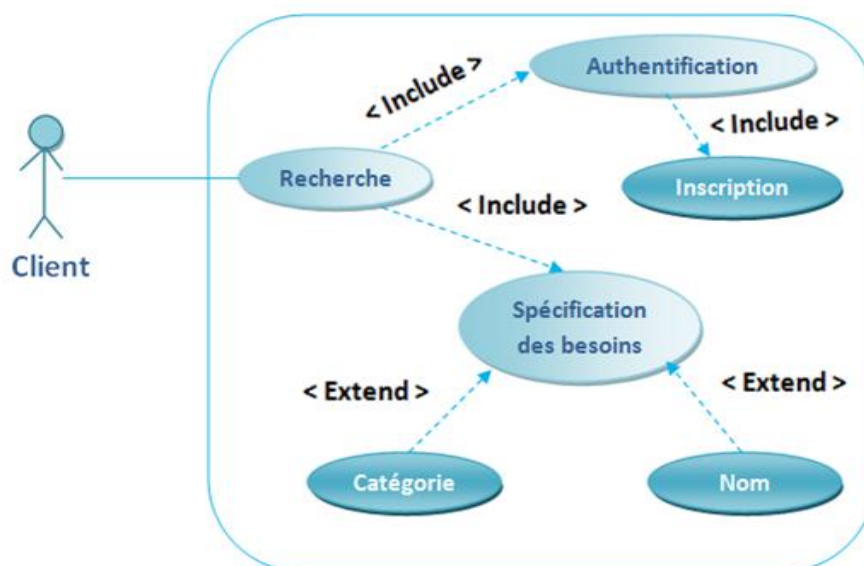 Authentification
< Include >
< Include >
Recherche
Inscription
< Include >
Client
Spécification
des besoins
< Extend >
< Extend >
Catégorie
Nom